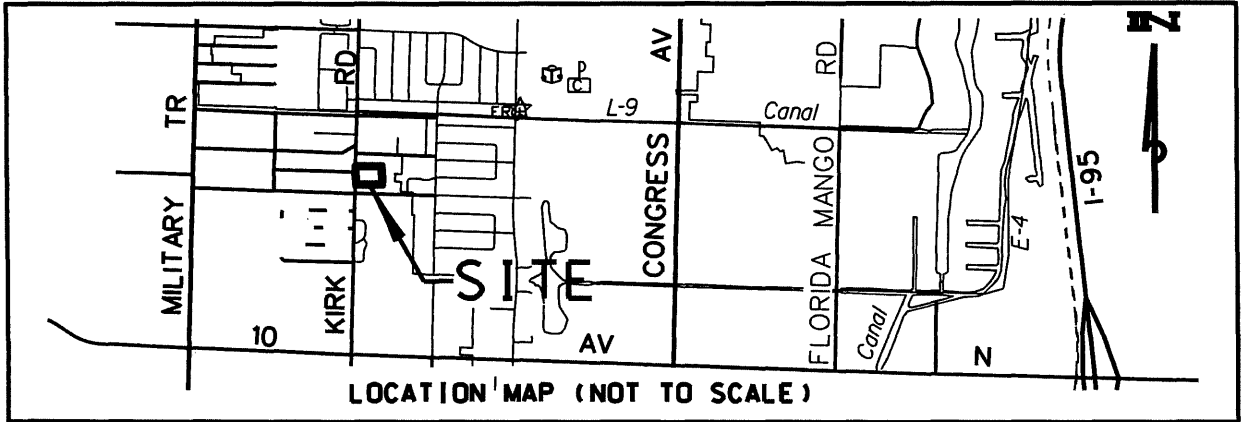 N
MILITARY TR
KIRK RD
CONGRESS AV
FLORIDA MANGO RD
I-95
L-9
Canal
E-4
Canal
SITE
10 AV N
LOCATION MAP (NOT TO SCALE)